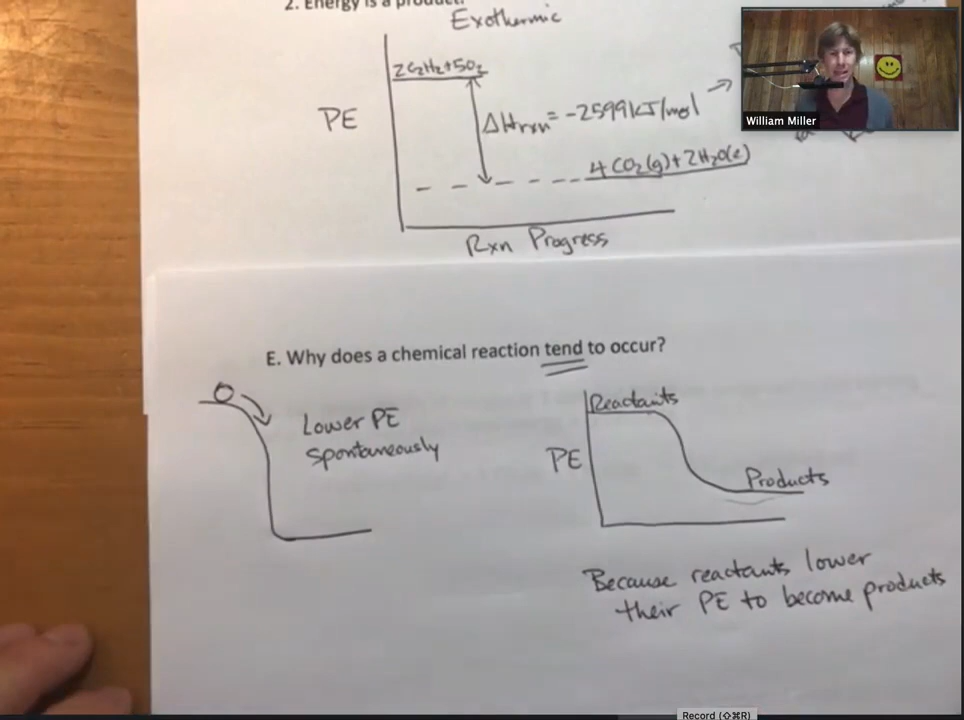 2. Energy is a product.
Exothermic
2C2H2+5O2
PE
ΔHrxn = -2599kJ/mol →
4CO2(g)+2H2O(ℓ)
Rxn Progress
William Miller
E. Why does a chemical reaction tend to occur?
Lower PE
spontaneously
Reactants
PE
Products
Because reactants lower
their PE to become products
Record (⇧⌘R)